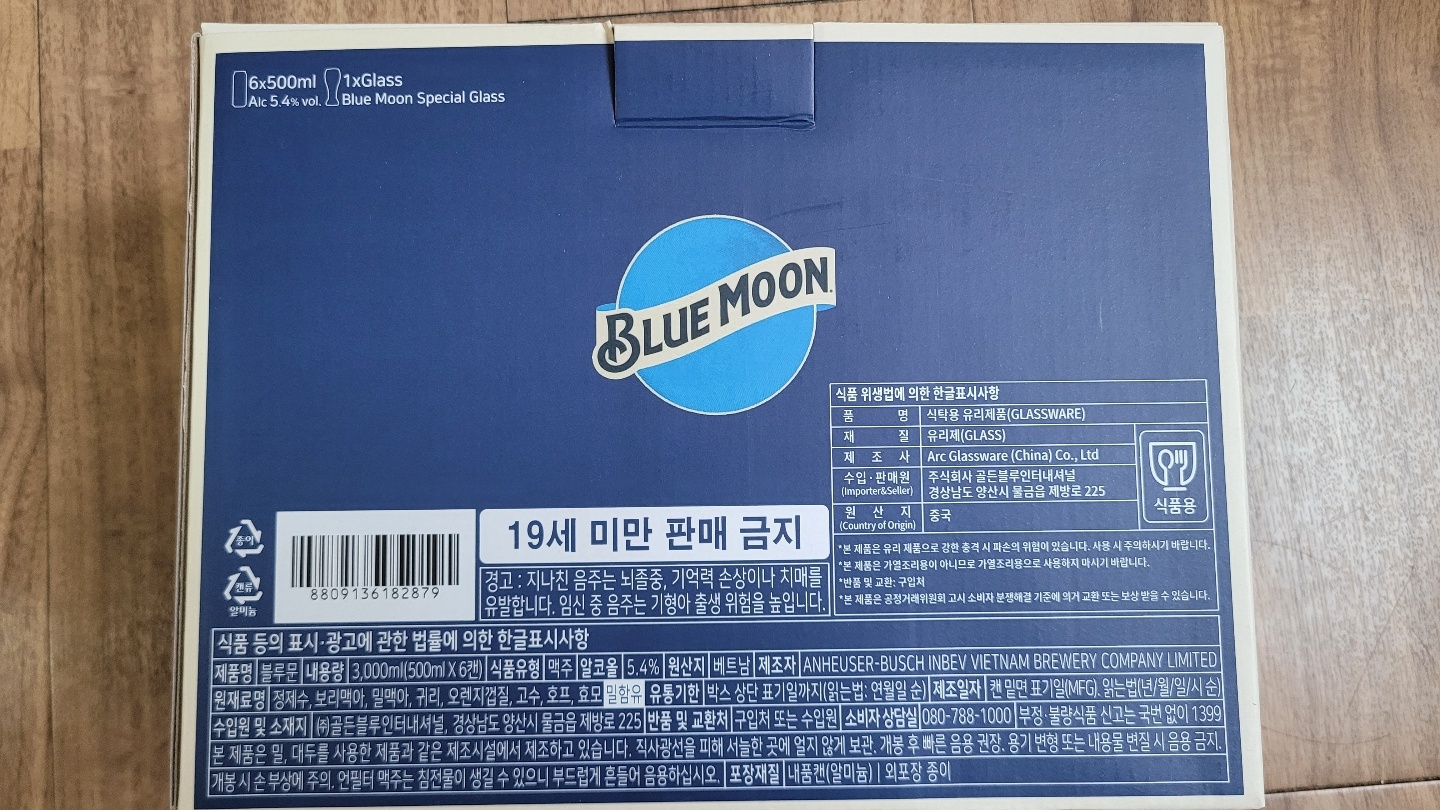 6x500ml
Alc 5.4% vol.
1xGlass
Blue Moon Special Glass
BLUE MOON
식품 위생법에 의한 한글표시사항
품 명 식탁용 유리제품(GLASSWARE)
재 질 유리제(GLASS)
제 조 사 Arc Glassware (China) Co., Ltd
수입·판매원 (Importer&Seller) 주식회사 골든블루인터내셔널
경상남도 양산시 물금읍 제방로 225
원 산 지 (Country of Origin) 중국
식품용
*본 제품은 유리 제품으로 강한 충격 시 파손의 위험이 있습니다. 사용 시 주의하시기 바랍니다.
*본 제품은 가열조리용이 아니므로 가열조리용으로 사용하지 마시기 바랍니다.
*반품 및 교환: 구입처
*본 제품은 공정거래위원회 고시 소비자 분쟁해결 기준에 의거 교환 또는 보상 받을 수 있습니다.
종이
캔류
알미늄
8809136182879
19세 미만 판매 금지
경고 : 지나친 음주는 뇌졸중, 기억력 손상이나 치매를
유발합니다. 임신 중 음주는 기형아 출생 위험을 높입니다.
식품 등의 표시·광고에 관한 법률에 의한 한글표시사항
제품명 블루문 내용량 3,000ml(500ml X 6캔) 식품유형 맥주 알코올 5.4% 원산지 베트남 제조자 ANHEUSER-BUSCH INBEV VIETNAM BREWERY COMPANY LIMITED
원재료명 정제수, 보리맥아, 밀맥아, 귀리, 오렌지껍질, 고수, 호프, 효모 밀함유 유통기한 박스 상단 표기일까지(읽는법: 연월일 순) 제조일자 캔 밑면 표기일(MFG). 읽는법(년/월/일/시 순)
수입원 및 소재지 ㈜골든블루인터내셔널, 경상남도 양산시 물금읍 제방로 225 반품 및 교환처 구입처 또는 수입원 소비자상담실 080-788-1000 부정·불량식품 신고는 국번 없이 1399
본 제품은 밀, 대두를 사용한 제품과 같은 제조시설에서 제조하고 있습니다. 직사광선을 피해 서늘한 곳에 얼지 않게 보관. 개봉 후 빠른 음용 권장. 용기 변형 또는 내용물 변질 시 음용 금지.
개봉 시 손 부상에 주의. 언필터 맥주는 침전물이 생길 수 있으니 부드럽게 흔들어 음용하십시오. 포장재질 내품캔(알미늄) | 외포장 종이